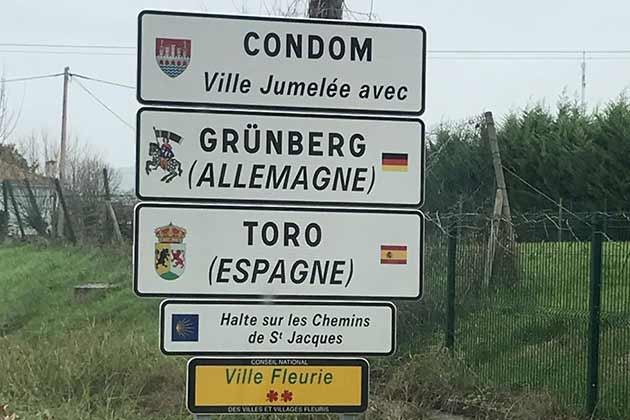 CONDOM
Ville Jumelée avec
GRÜNBERG
(ALLEMAGNE)
TORO
(ESPAGNE)
Halte sur les Chemins
de St Jacques
CONSEIL NATIONAL
Ville Fleurie
DES VILLES ET VILLAGES FLEURIS